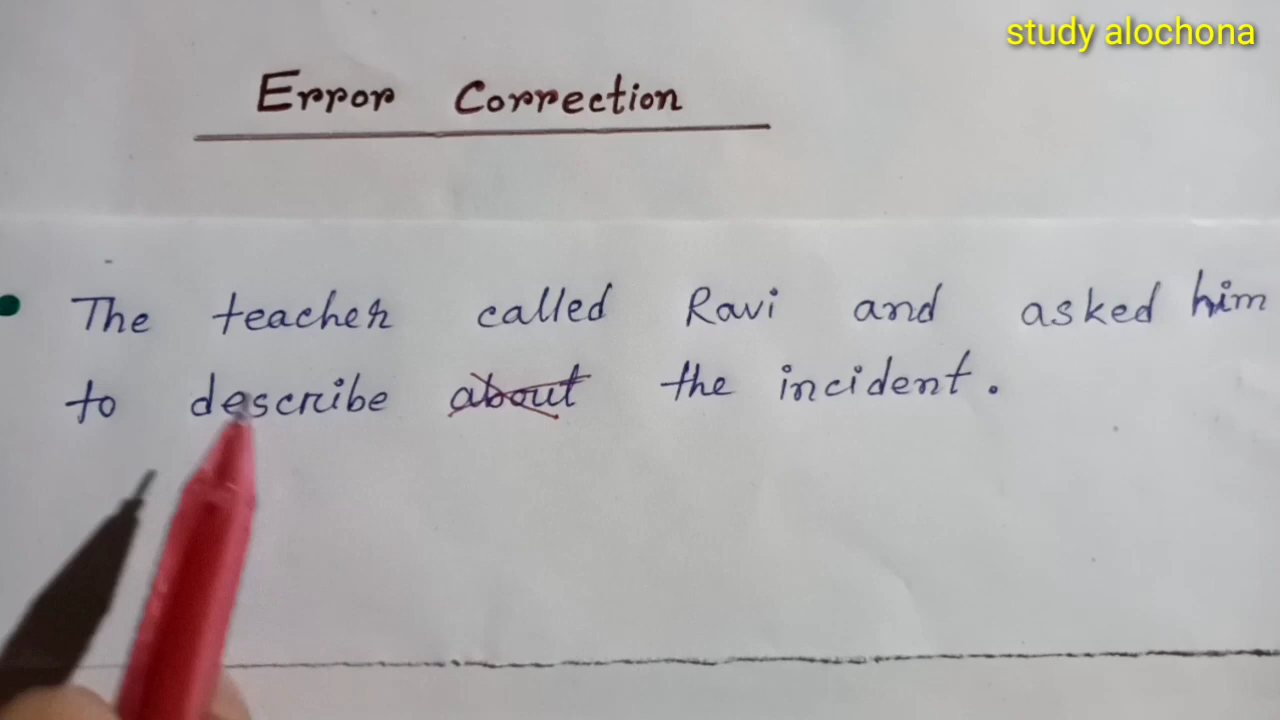 study alochona
Error Correction
The teacher called Ravi and asked him
to describe about the incident.